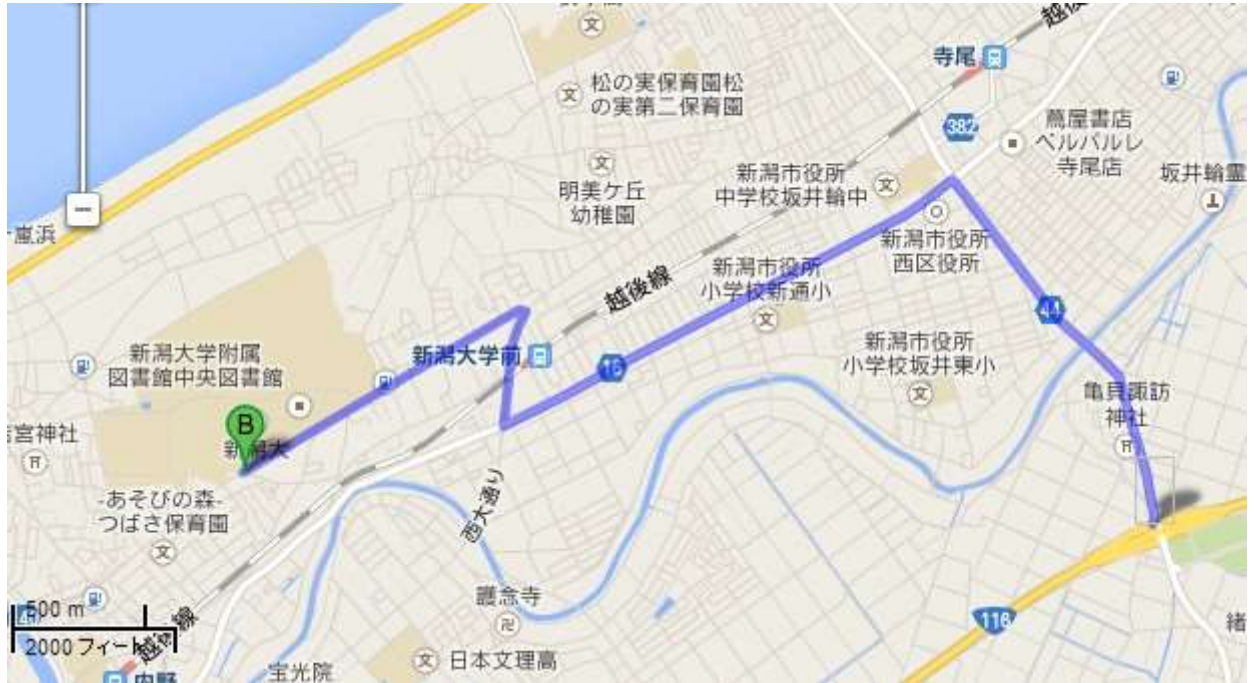 越後
寺尾
382
松の実保育園松
の実第二保育園
蔦屋書店
ベルパルレ
寺尾店
新潟市役所
中学校坂井輪中
坂井輪霊
明美ケ丘
幼稚園
嵐浜
新潟市役所
西区役所
新潟市役所
小学校新通小
越後線
44
新潟大学前
16
新潟市役所
小学校坂井東小
新潟大学附属
図書館中央図書館
亀貝諏訪
神社
B
新潟大
宮神社
-あそびの森-
つばさ保育園
西大通り
護念寺
116
緒
500 m
2000 フィート
越後線
日本文理高
宝光院
内野